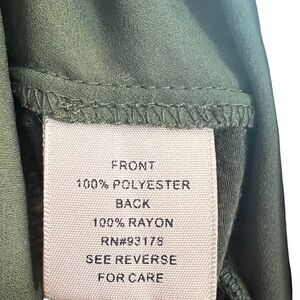 FRONT
100% POLYESTER
BACK
100% RAYON
RN#93178
SEE REVERSE
FOR CARE